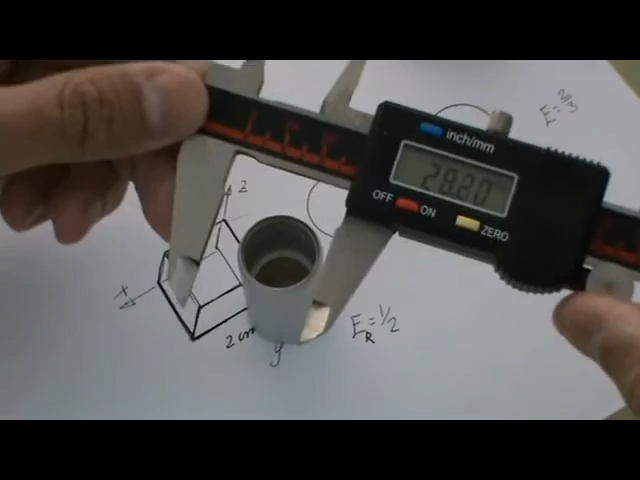 inch/mm
28.20
OFF
ON
ZERO
z
x
2 cm
y
E_R = 1/2